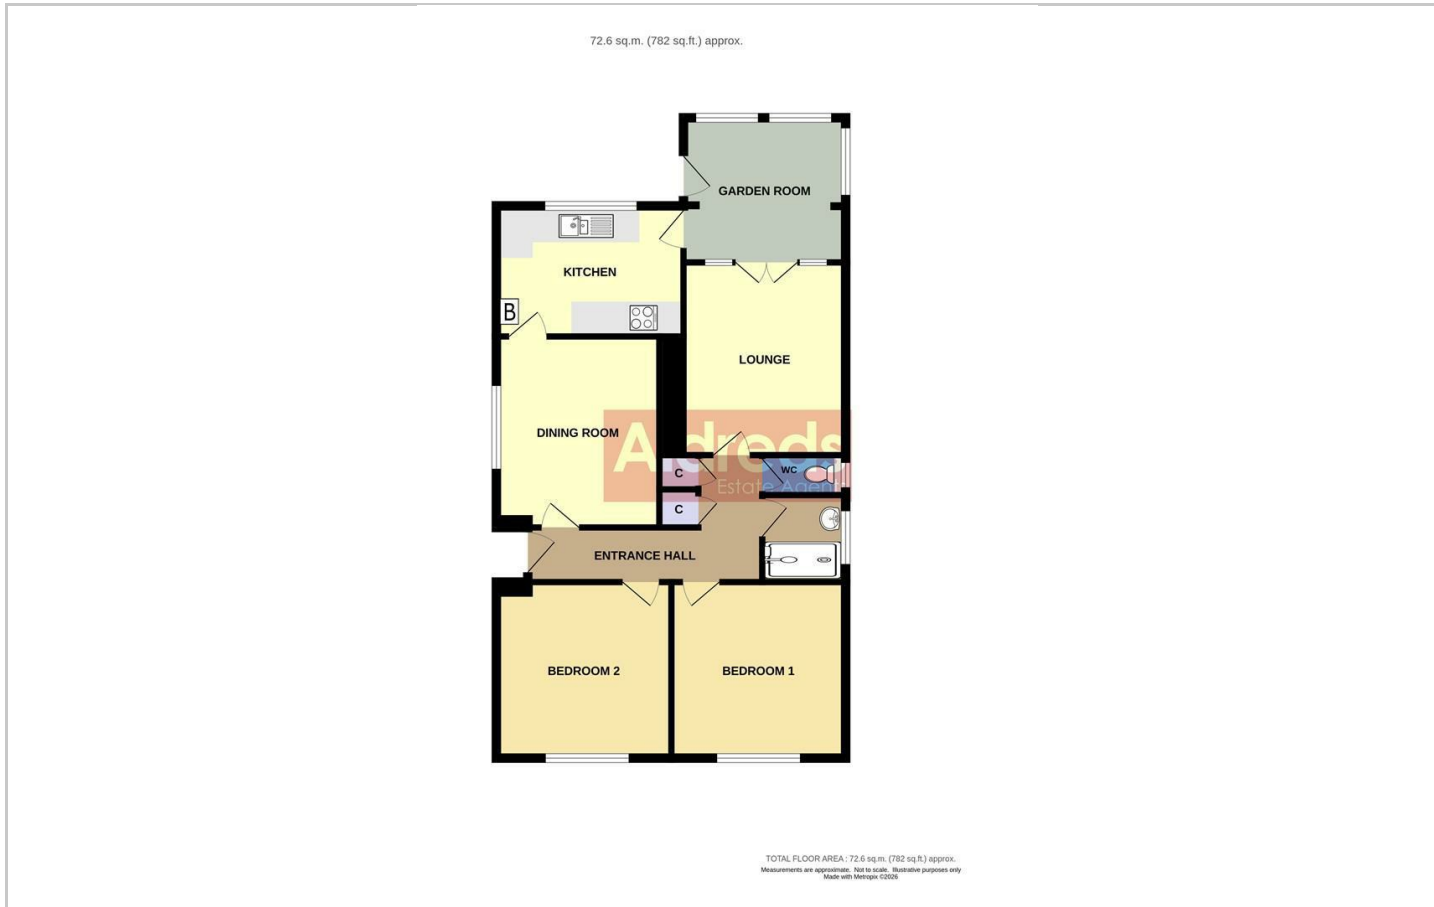 72.6 sq.m. (782 sq.ft.) approx.
GARDEN ROOM
KITCHEN
B
LOUNGE
DINING ROOM
Aldreds
Estate Agents
C
WC
C
ENTRANCE HALL
BEDROOM 2
BEDROOM 1
TOTAL FLOOR AREA : 72.6 sq.m. (782 sq.ft.) approx.
Measurements are approximate. Not to scale. Illustrative purposes only
Made with Metropix ©2026